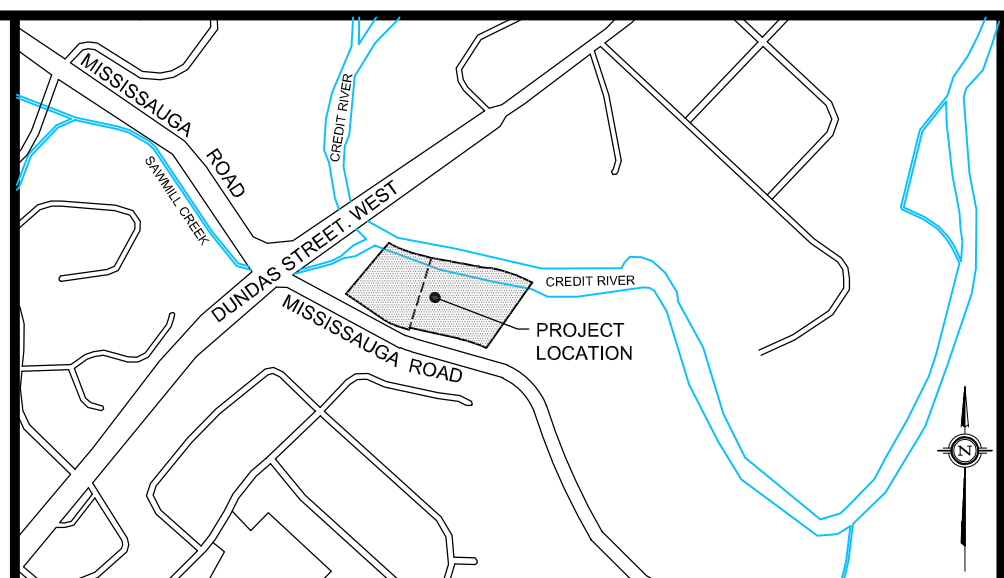 MISSISSAUGA
ROAD
CREDIT RIVER
SAWMILL CREEK
DUNDAS STREET. WEST
CREDIT RIVER
MISSISSAUGA ROAD
PROJECT
LOCATION
N